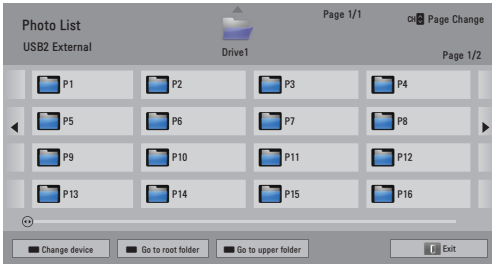 Photo List
Page 1/1
CH Page Change
USB2 External
Drive1
Page 1/2
P1 P2 P3 P4
P5 P6 P7 P8
P9 P10 P11 P12
P13 P14 P15 P16
Change device Go to root folder Go to upper folder Exit